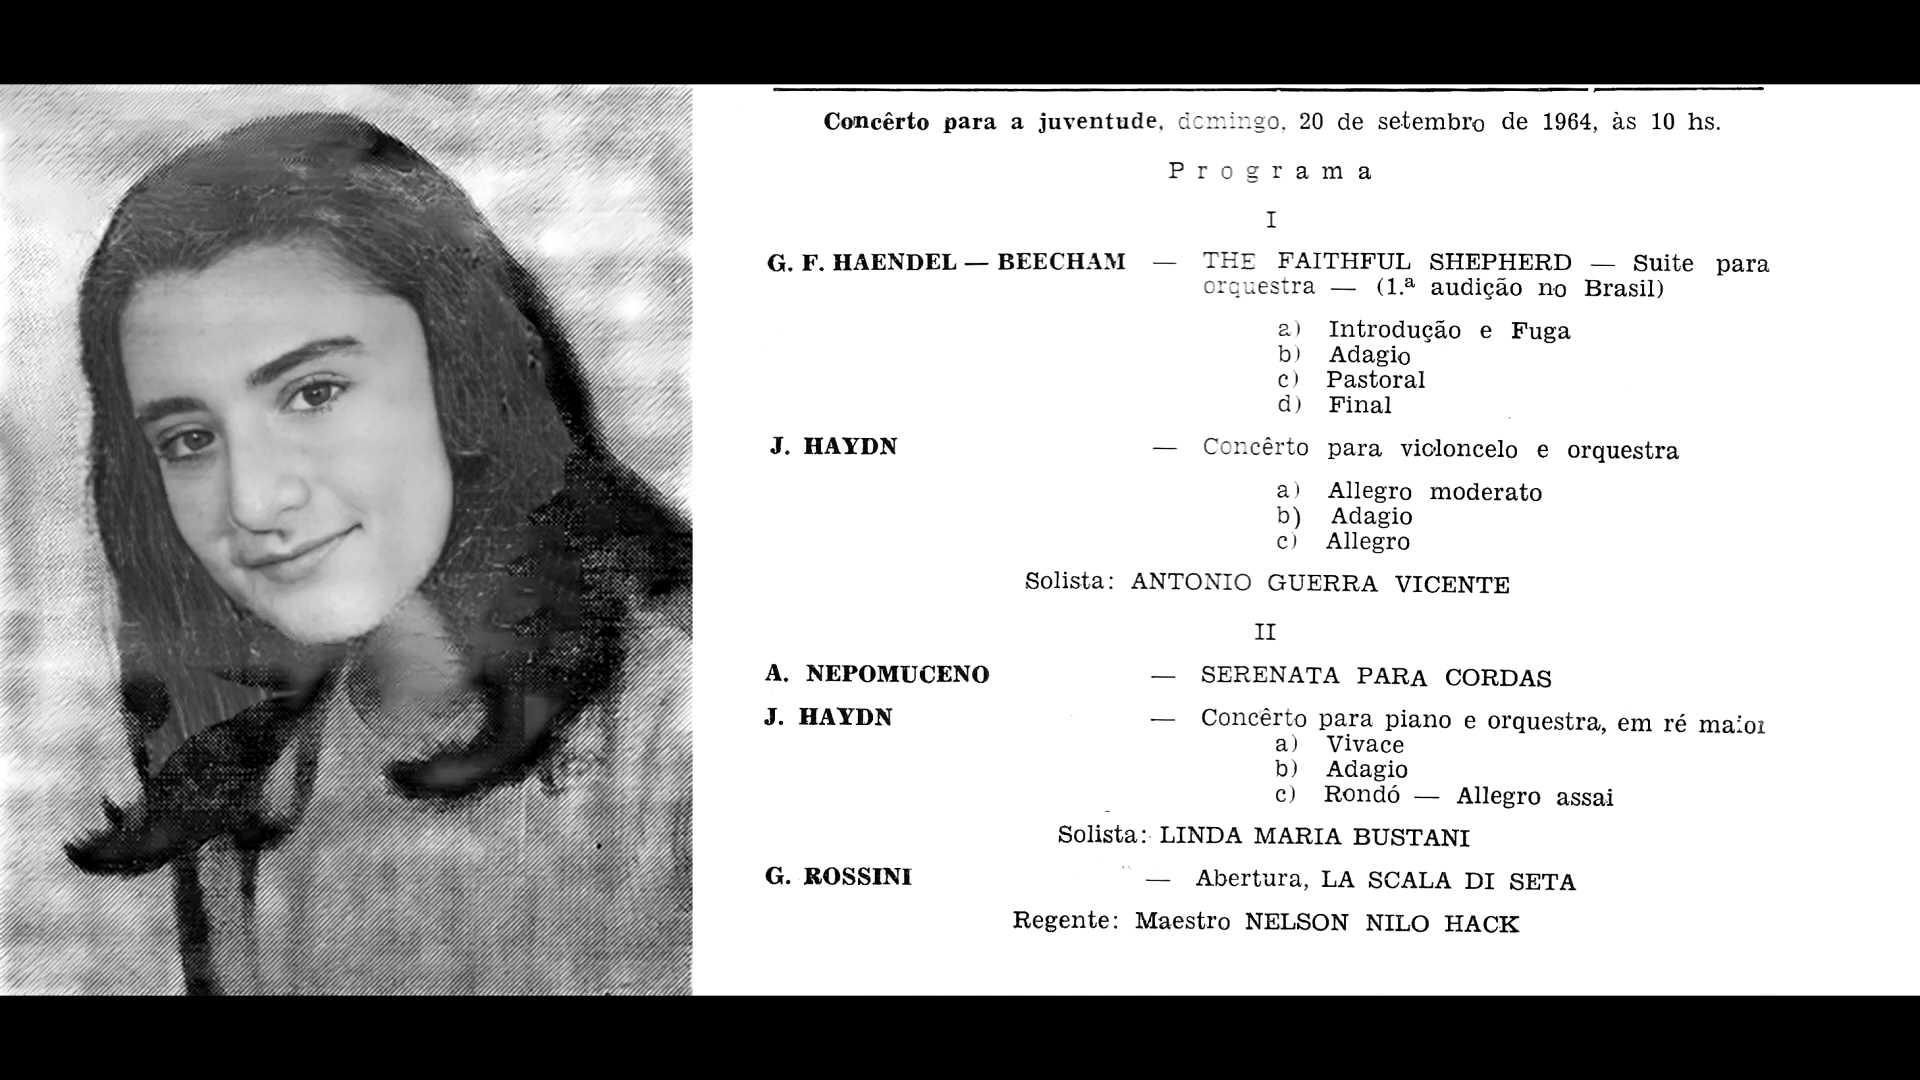 Concêrto para a juventude, domingo, 20 de setembro de 1964, às 10 hs.
Programa
I
G. F. HAENDEL — BEECHAM — THE FAITHFUL SHEPHERD — Suite para
orquestra — (1.ª audição no Brasil)
a) Introdução e Fuga
b) Adagio
c) Pastoral
d) Final
J. HAYDN — Concêrto para violoncelo e orquestra
a) Allegro moderato
b) Adagio
c) Allegro
Solista: ANTONIO GUERRA VICENTE
II
A. NEPOMUCENO — SERENATA PARA CORDAS
J. HAYDN — Concêrto para piano e orquestra, em ré maior
a) Vivace
b) Adagio
c) Rondó — Allegro assai
Solista: LINDA MARIA BUSTANI
G. ROSSINI — Abertura, LA SCALA DI SETA
Regente: Maestro NELSON NILO HACK